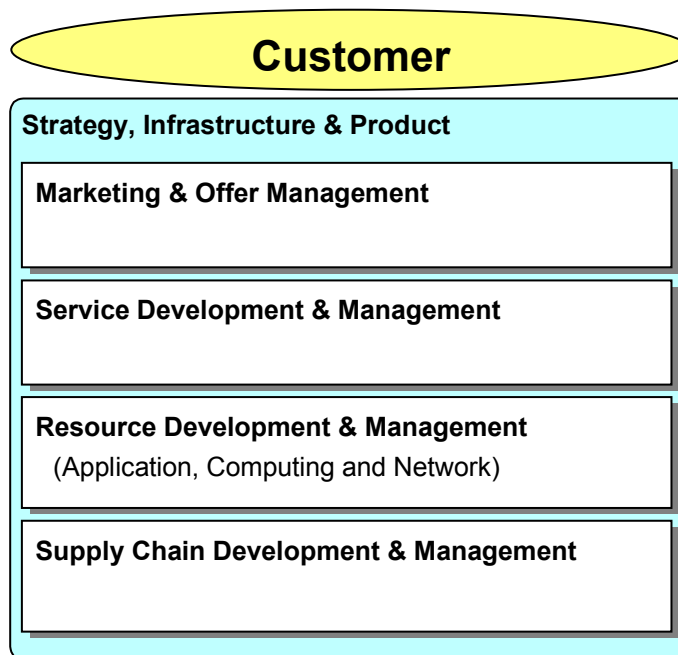 Customer
Strategy, Infrastructure & Product
Marketing & Offer Management
Service Development & Management
Resource Development & Management
(Application, Computing and Network)
Supply Chain Development & Management